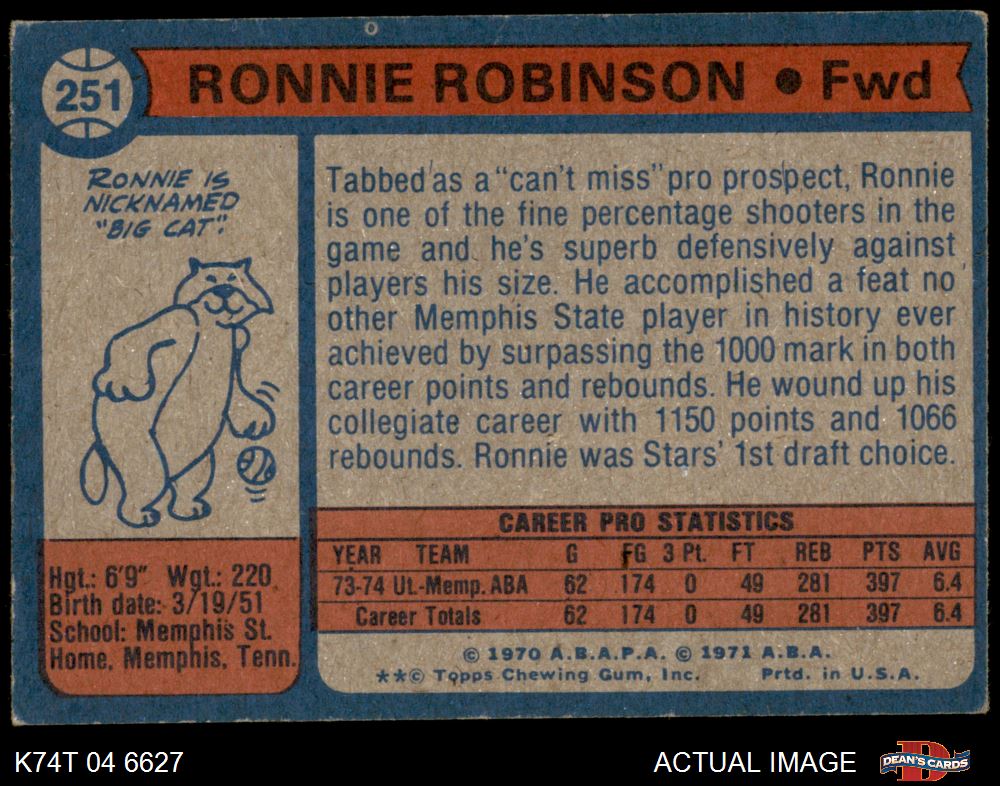 251
RONNIE ROBINSON • Fwd
RONNIE IS
NICKNAMED
"BIG CAT".
Tabbed as a "can't miss" pro prospect, Ronnie
is one of the fine percentage shooters in the
game and he's superb defensively against
players his size. He accomplished a feat no
other Memphis State player in history ever
achieved by surpassing the 1000 mark in both
career points and rebounds. He wound up his
collegiate career with 1150 points and 1066
rebounds. Ronnie was Stars' 1st draft choice.
Hgt.: 6'9" Wgt.: 220
Birth date: 3/19/51
School: Memphis St.
Home. Memphis, Tenn.
CAREER PRO STATISTICS
YEAR TEAM G FG 3 Pt. FT REB PTS AVG
73-74 Ut.-Memp. ABA 62 174 0 49 281 397 6.4
Career Totals 62 174 0 49 281 397 6.4
© 1970 A.B.A.P.A. © 1971 A.B.A.
**© Topps Chewing Gum, Inc. Prtd. in U.S.A.
K74T 04 6627
ACTUAL IMAGE
D
DEAN'S CARDS